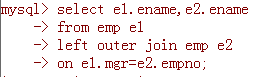 mysql> select e1.ename,e2.ename
-> from emp e1
-> left outer join emp e2
-> on e1.mgr=e2.empno;